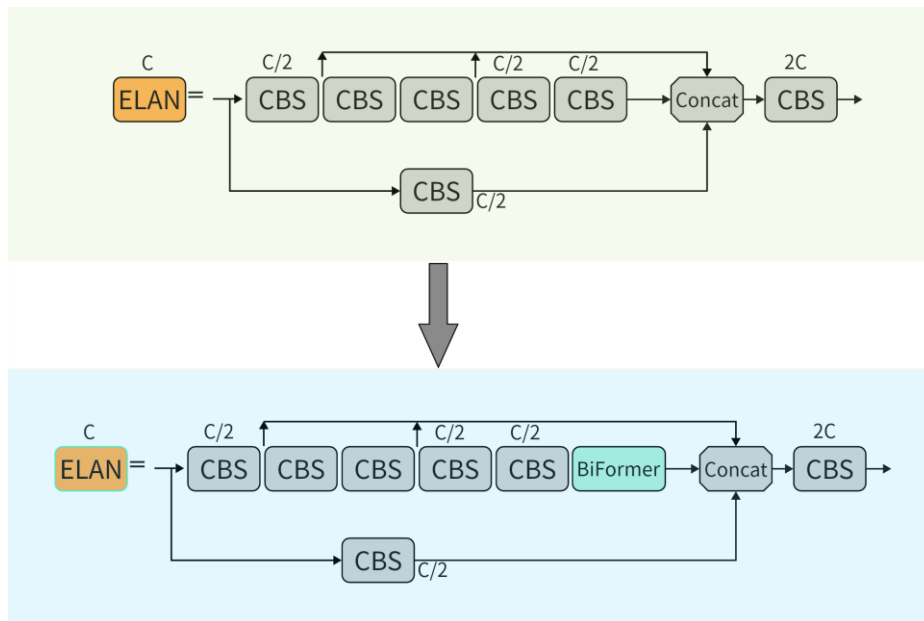 C C/2 C/2 C/2 2C
ELAN = CBS CBS CBS CBS CBS Concat CBS
CBS
C/2
C C/2 C/2 C/2 2C
ELAN = CBS CBS CBS CBS CBS BiFormer Concat CBS
CBS
C/2